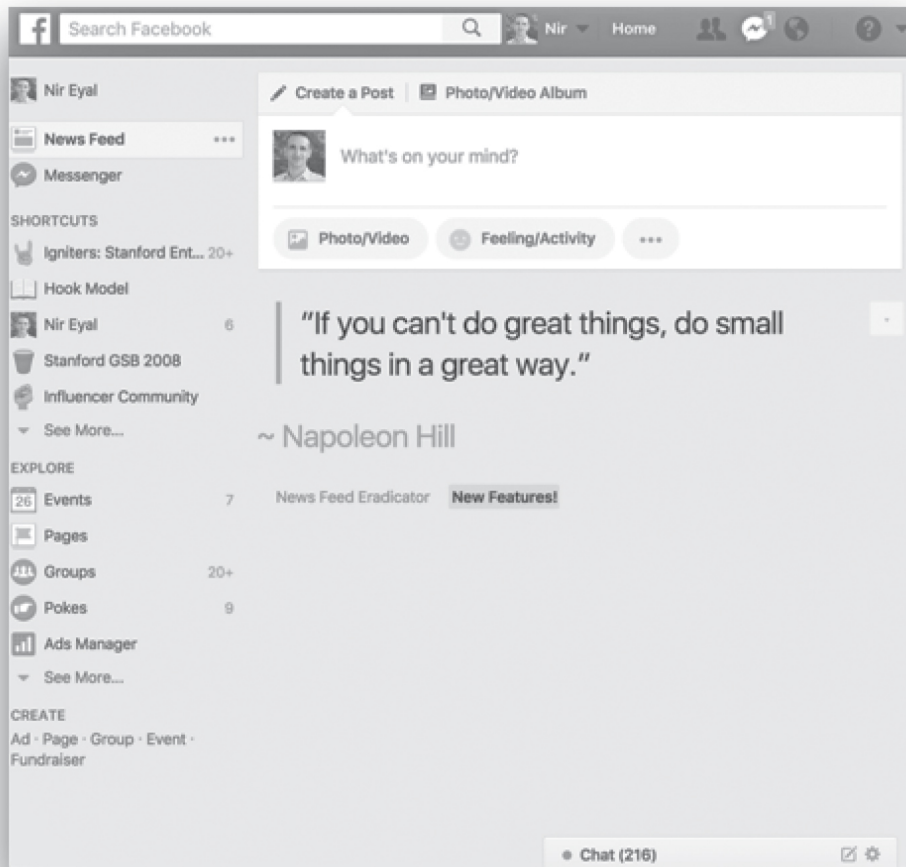 f Search Facebook Nir Home 1 ?
Nir Eyal
News Feed
Messenger
SHORTCUTS
Igniters: Stanford Ent... 20+
Hook Model
Nir Eyal 6
Stanford GSB 2008
Influencer Community
See More...
EXPLORE
26 Events 7
Pages
Groups 20+
Pokes 9
Ads Manager
See More...
CREATE
Ad · Page · Group · Event ·
Fundraiser
Create a Post Photo/Video Album
What's on your mind?
Photo/Video Feeling/Activity
"If you can't do great things, do small
things in a great way."
~ Napoleon Hill
News Feed Eradicator New Features!
Chat (216)